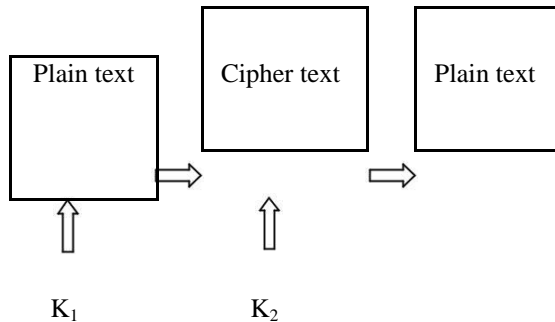 Plain text
Cipher text
Plain text
K₁
K₂